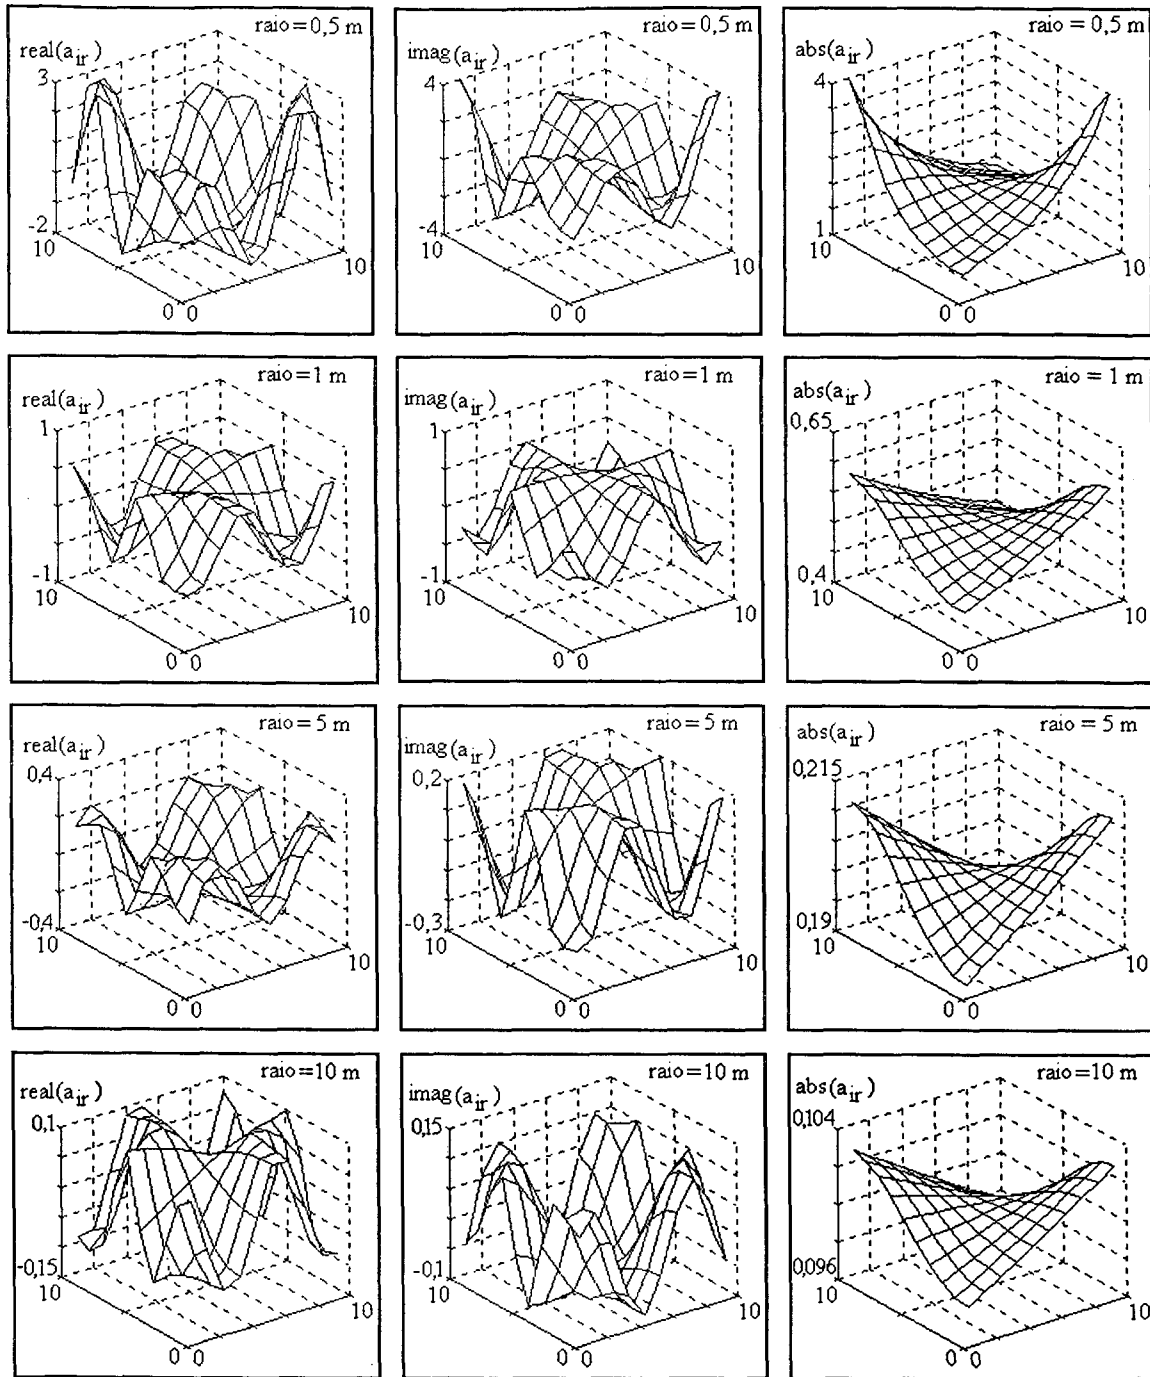 raio=0,5 m
real(a_ir)
3
-2
10
0 0
10
raio=0,5 m
imag(a_ir)
4
-4
10
0 0
10
raio = 0,5 m
abs(a_ir)
4
1
10
0 0
10
raio=1 m
real(a_ir)
1
-1
10
0 0
10
raio=1 m
imag(a_ir)
1
-1
10
0 0
10
raio = 1 m
abs(a_ir)
0,65
0,4
10
0 0
10
raio=5 m
real(a_ir)
0,4
-0,4
10
0 0
10
raio=5 m
imag(a_ir)
0,2
-0,3
10
0 0
10
raio = 5 m
abs(a_ir)
0,215
0,19
10
0 0
10
raio=10 m
real(a_ir)
0,1
-0,15
10
0 0
10
raio=10 m
imag(a_ir)
0,15
-0,1
10
0 0
10
raio=10 m
abs(a_ir)
0,104
0,096
10
0 0
10